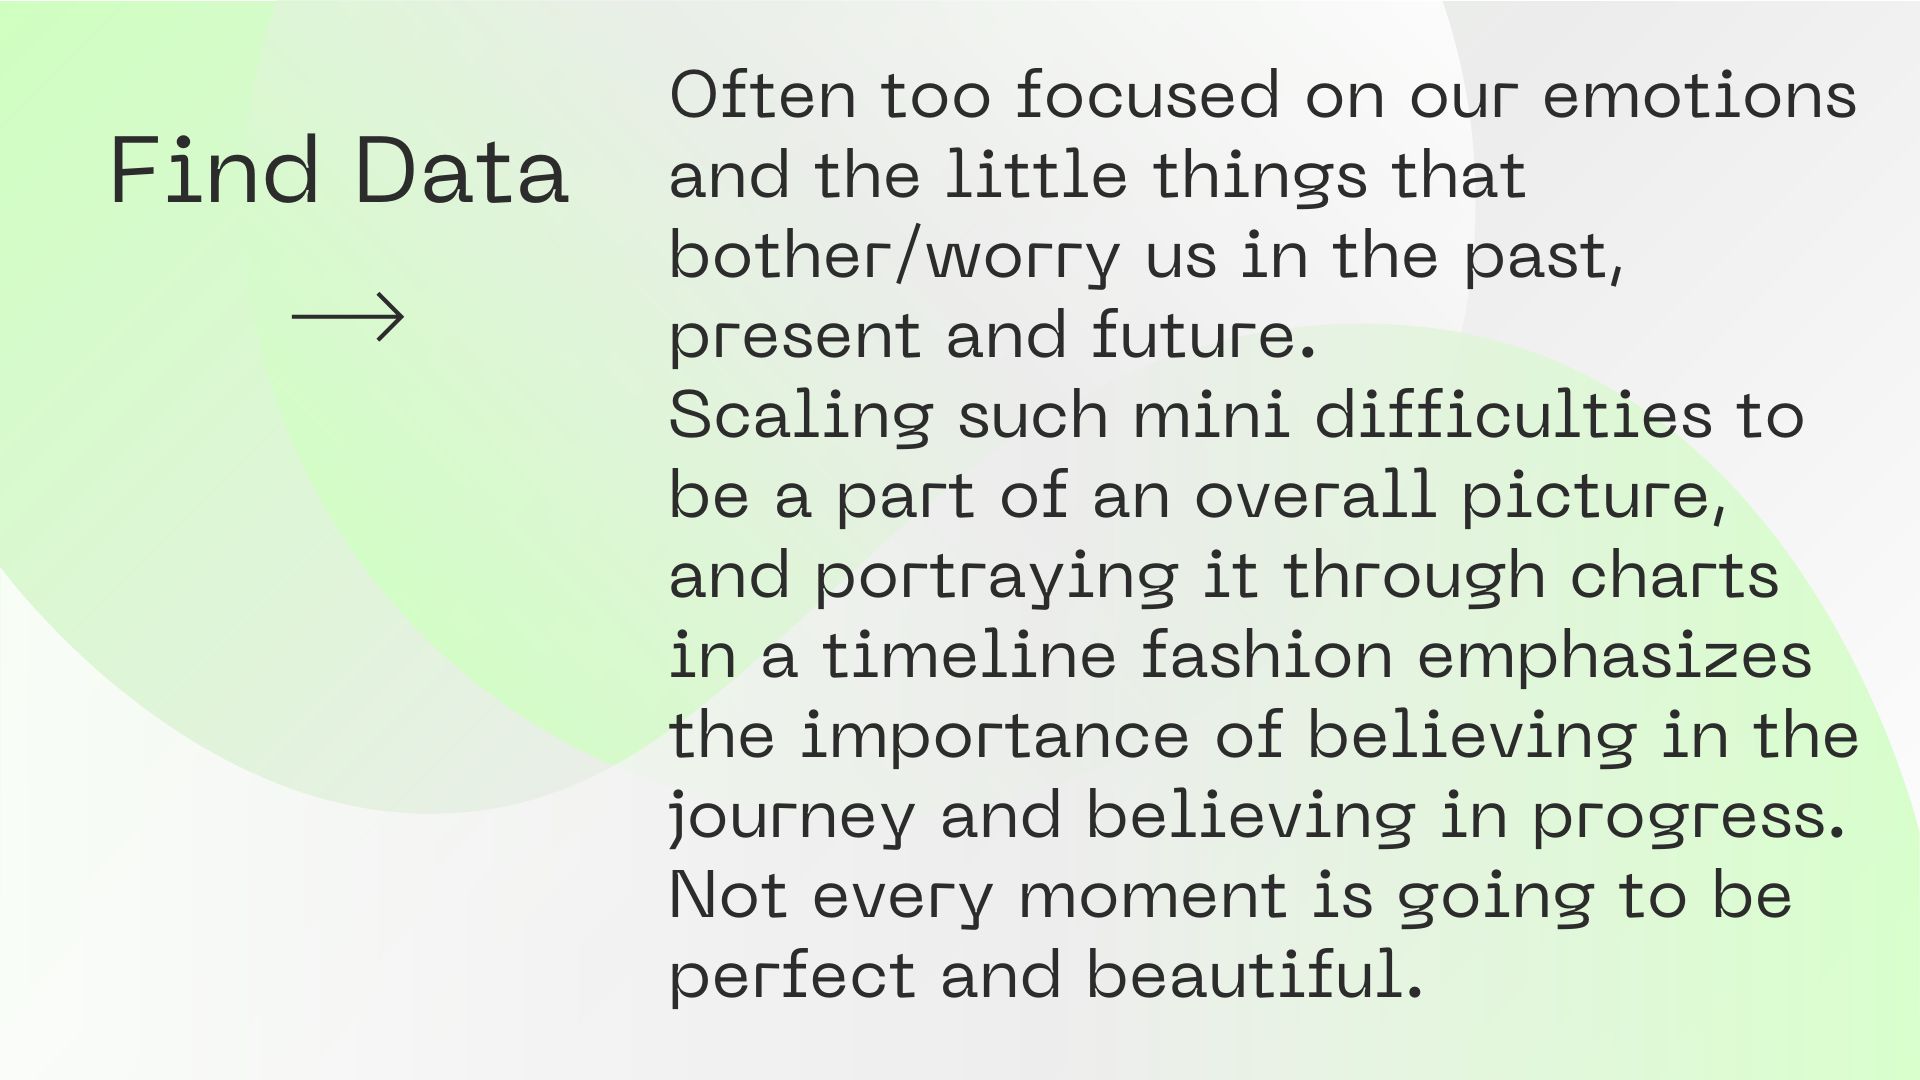 Find Data
Often too focused on our emotions
and the little things that
bother/worry us in the past,
present and future.
Scaling such mini difficulties to
be a part of an overall picture,
and portraying it through charts
in a timeline fashion emphasizes
the importance of believing in the
journey and believing in progress.
Not every moment is going to be
perfect and beautiful.